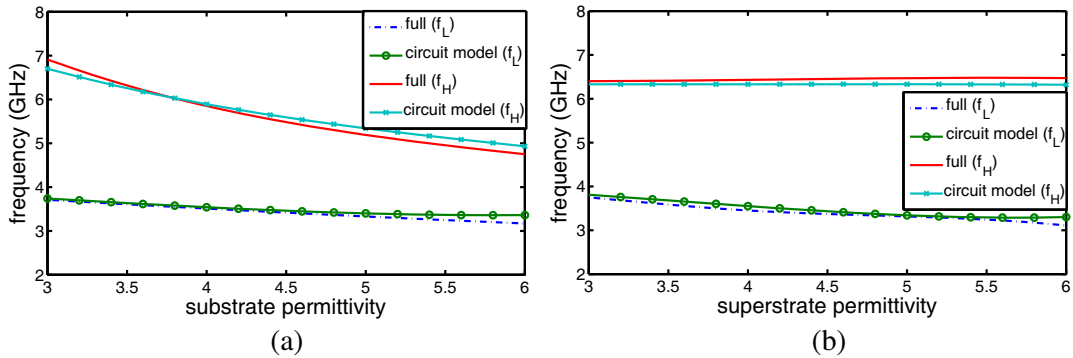 8
7
6
5
4
3
2
frequency (GHz)
3 3.5 4 4.5 5 5.5 6
substrate permittivity
full (f_L)
circuit model (f_L)
full (f_H)
circuit model (f_H)
(a)
8
7
6
5
4
3
2
frequency (GHz)
3 3.5 4 4.5 5 5.5 6
superstrate permittivity
full (f_L)
circuit model (f_L)
full (f_H)
circuit model (f_H)
(b)